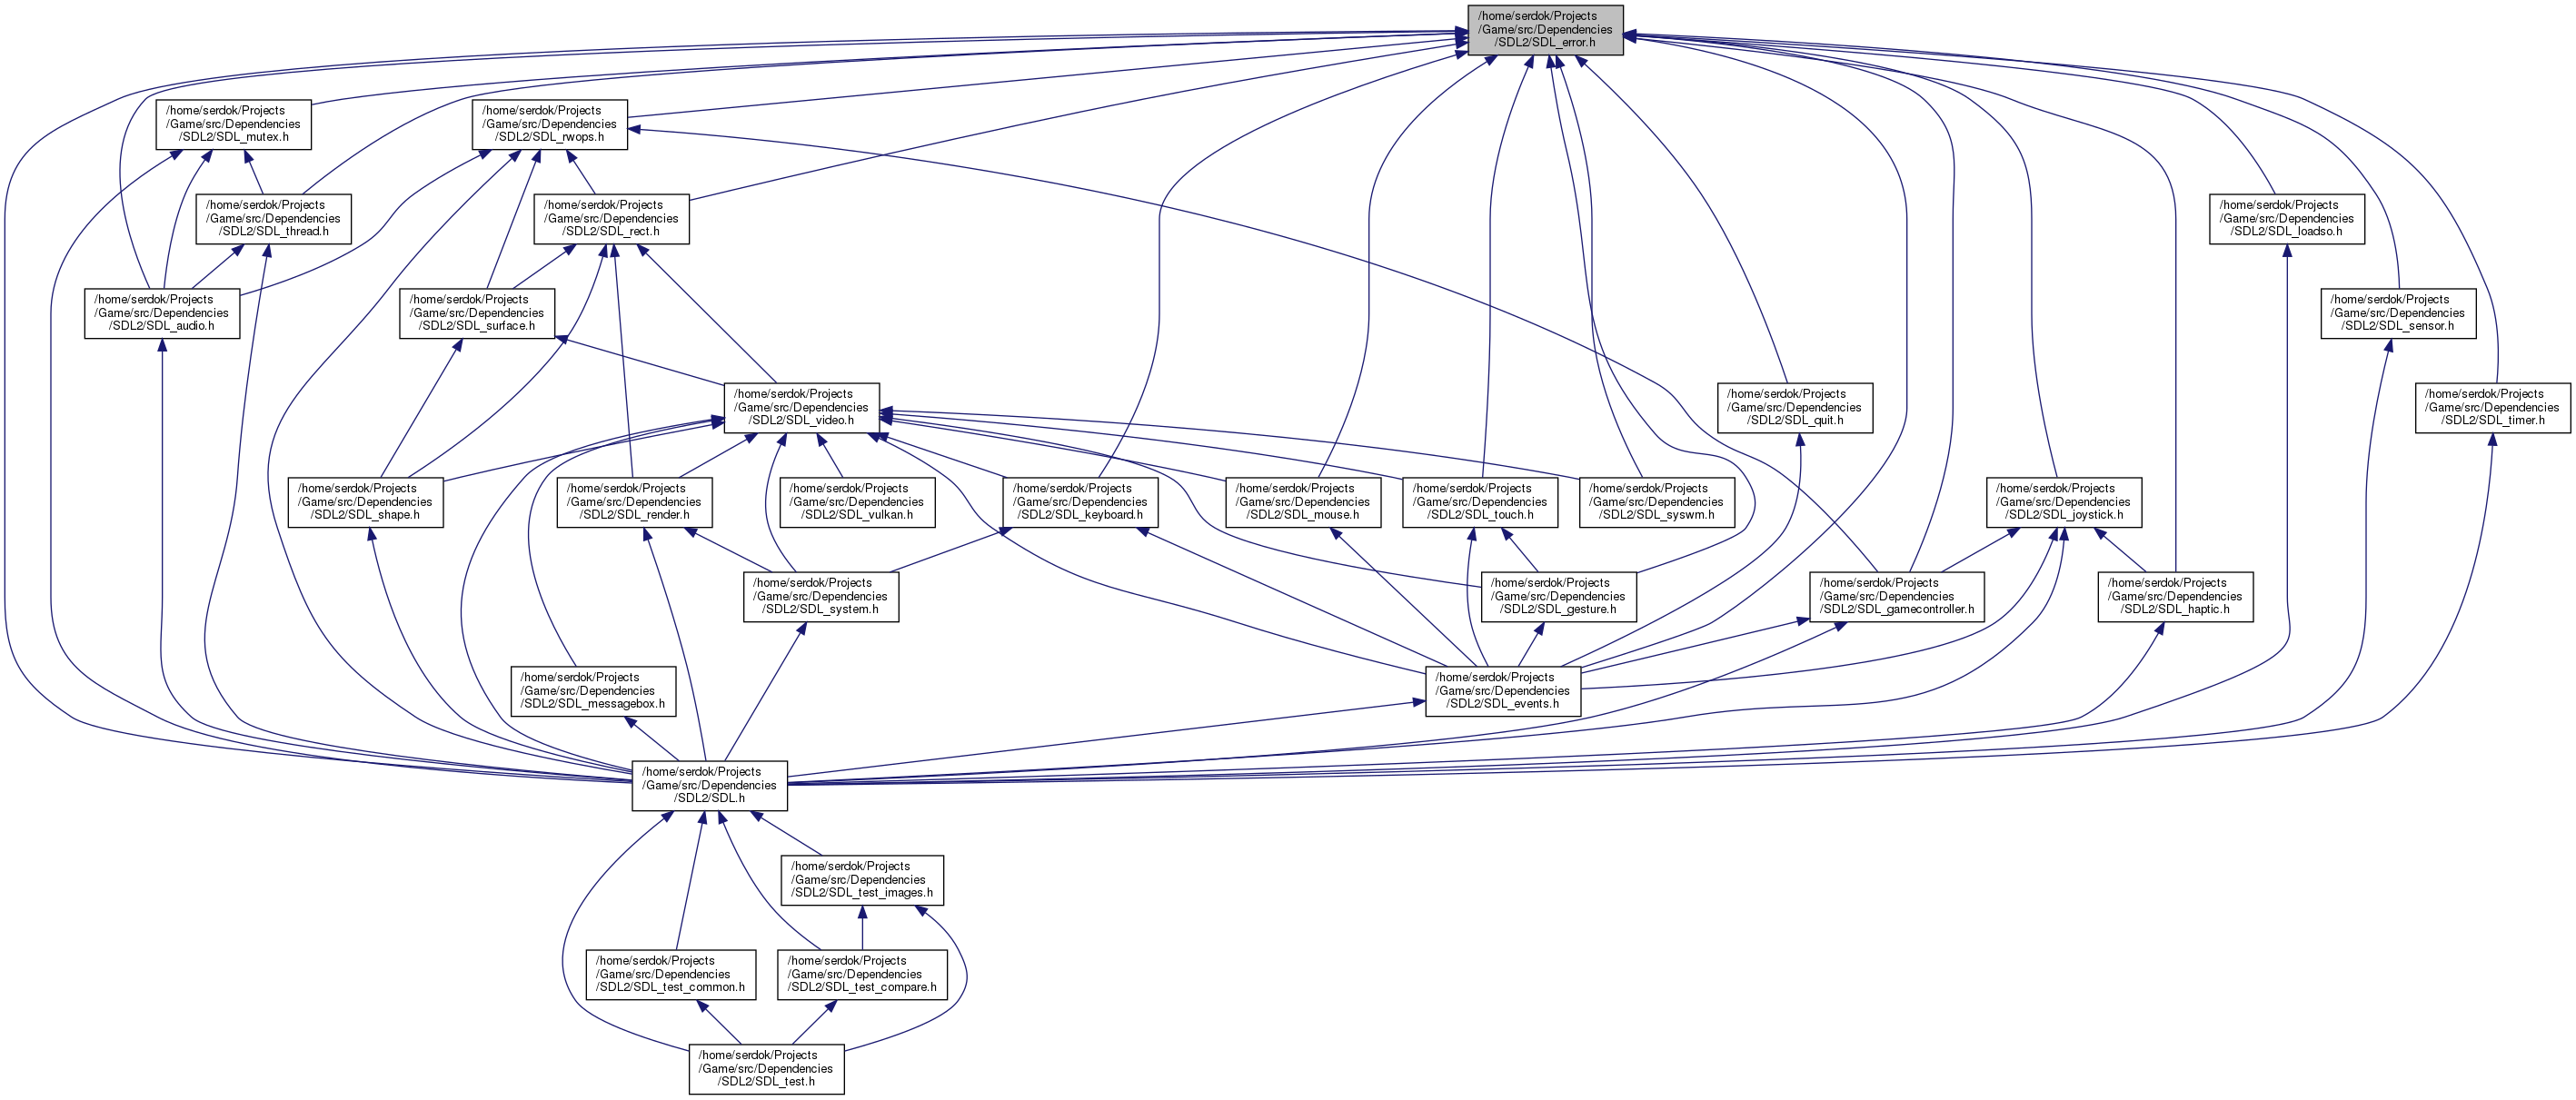 /home/serdok/Projects
/Game/src/Dependencies
/SDL2/SDL_error.h
/home/serdok/Projects
/Game/src/Dependencies
/SDL2/SDL_mutex.h
/home/serdok/Projects
/Game/src/Dependencies
/SDL2/SDL_rwops.h
/home/serdok/Projects
/Game/src/Dependencies
/SDL2/SDL_thread.h
/home/serdok/Projects
/Game/src/Dependencies
/SDL2/SDL_rect.h
/home/serdok/Projects
/Game/src/Dependencies
/SDL2/SDL_loadso.h
/home/serdok/Projects
/Game/src/Dependencies
/SDL2/SDL_audio.h
/home/serdok/Projects
/Game/src/Dependencies
/SDL2/SDL_surface.h
/home/serdok/Projects
/Game/src/Dependencies
/SDL2/SDL_sensor.h
/home/serdok/Projects
/Game/src/Dependencies
/SDL2/SDL_video.h
/home/serdok/Projects
/Game/src/Dependencies
/SDL2/SDL_quit.h
/home/serdok/Projects
/Game/src/Dependencies
/SDL2/SDL_timer.h
/home/serdok/Projects
/Game/src/Dependencies
/SDL2/SDL_shape.h
/home/serdok/Projects
/Game/src/Dependencies
/SDL2/SDL_render.h
/home/serdok/Projects
/Game/src/Dependencies
/SDL2/SDL_vulkan.h
/home/serdok/Projects
/Game/src/Dependencies
/SDL2/SDL_keyboard.h
/home/serdok/Projects
/Game/src/Dependencies
/SDL2/SDL_mouse.h
/home/serdok/Projects
/Game/src/Dependencies
/SDL2/SDL_touch.h
/home/serdok/Projects
/Game/src/Dependencies
/SDL2/SDL_syswm.h
/home/serdok/Projects
/Game/src/Dependencies
/SDL2/SDL_joystick.h
/home/serdok/Projects
/Game/src/Dependencies
/SDL2/SDL_system.h
/home/serdok/Projects
/Game/src/Dependencies
/SDL2/SDL_gesture.h
/home/serdok/Projects
/Game/src/Dependencies
/SDL2/SDL_gamecontroller.h
/home/serdok/Projects
/Game/src/Dependencies
/SDL2/SDL_haptic.h
/home/serdok/Projects
/Game/src/Dependencies
/SDL2/SDL_messagebox.h
/home/serdok/Projects
/Game/src/Dependencies
/SDL2/SDL_events.h
/home/serdok/Projects
/Game/src/Dependencies
/SDL2/SDL.h
/home/serdok/Projects
/Game/src/Dependencies
/SDL2/SDL_test_images.h
/home/serdok/Projects
/Game/src/Dependencies
/SDL2/SDL_test_common.h
/home/serdok/Projects
/Game/src/Dependencies
/SDL2/SDL_test_compare.h
/home/serdok/Projects
/Game/src/Dependencies
/SDL2/SDL_test.h